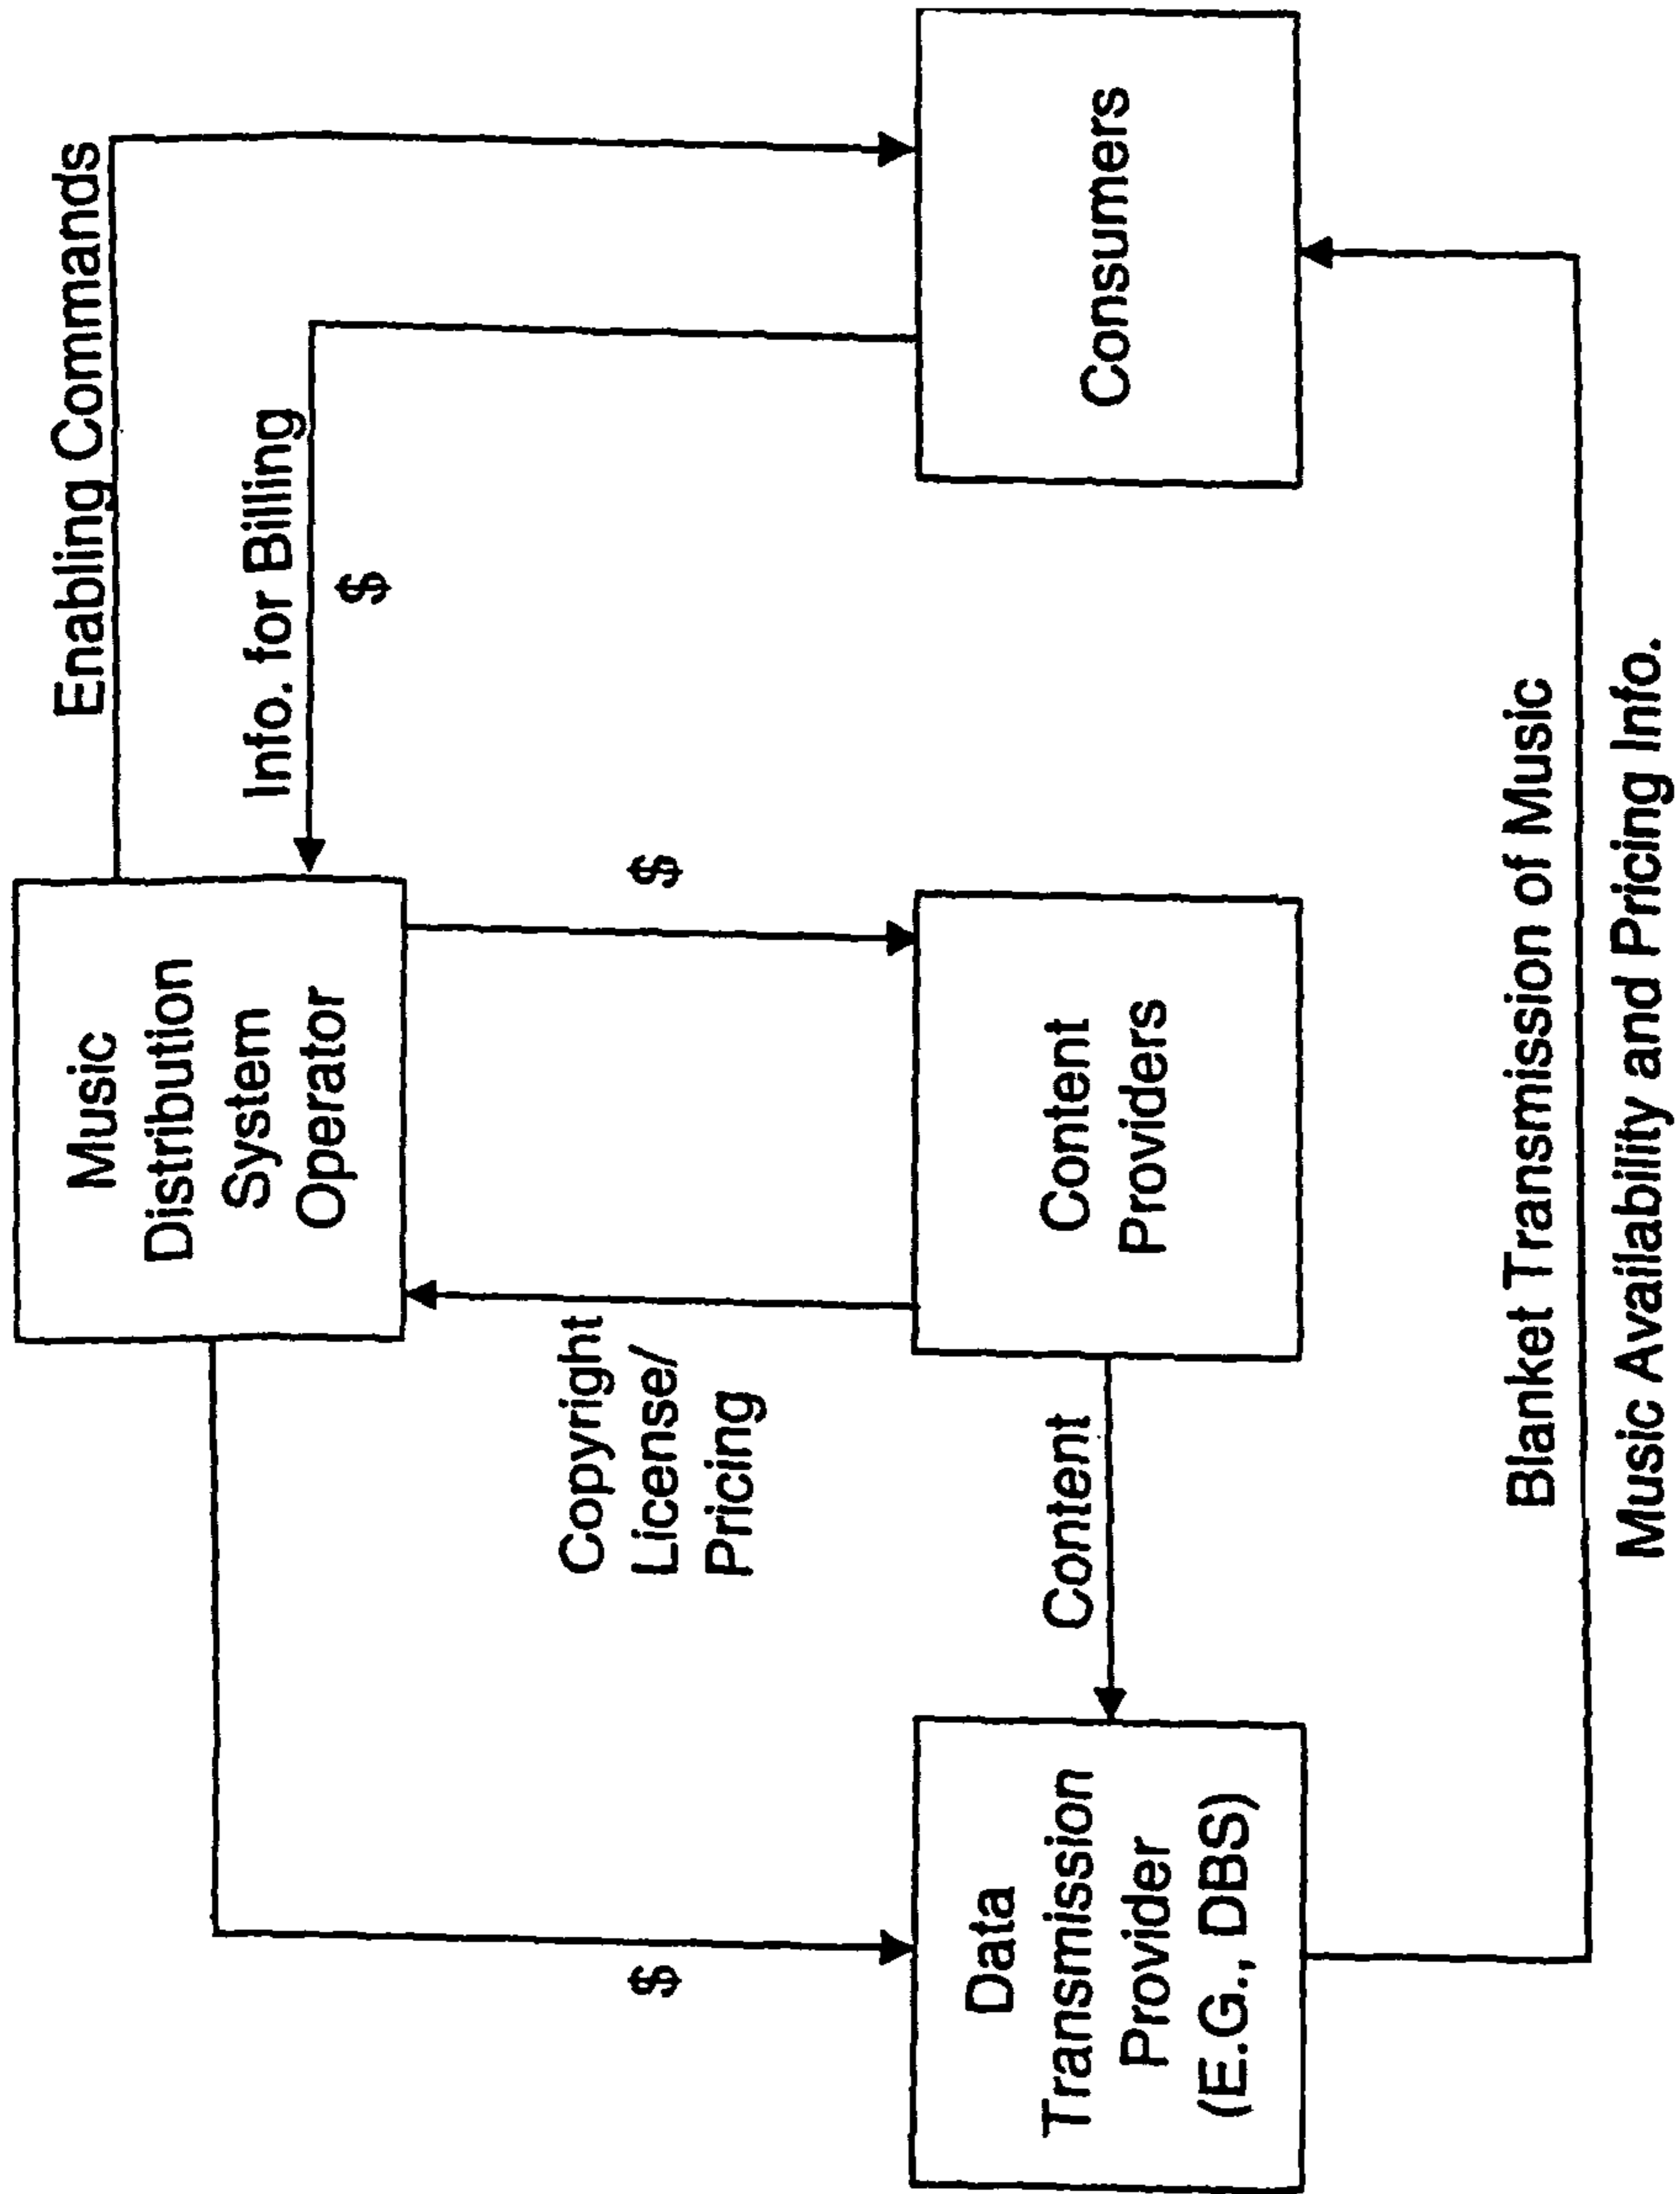 Enabling Commands
Info. for Billing
$
Music
Distribution
System
Operator
$
Copyright
License/
Pricing
$
Data
Transmission
Provider
(E.G., DBS)
Content
Content
Providers
Consumers
Blanket Transmission of Music
Music Availability and Pricing Info.